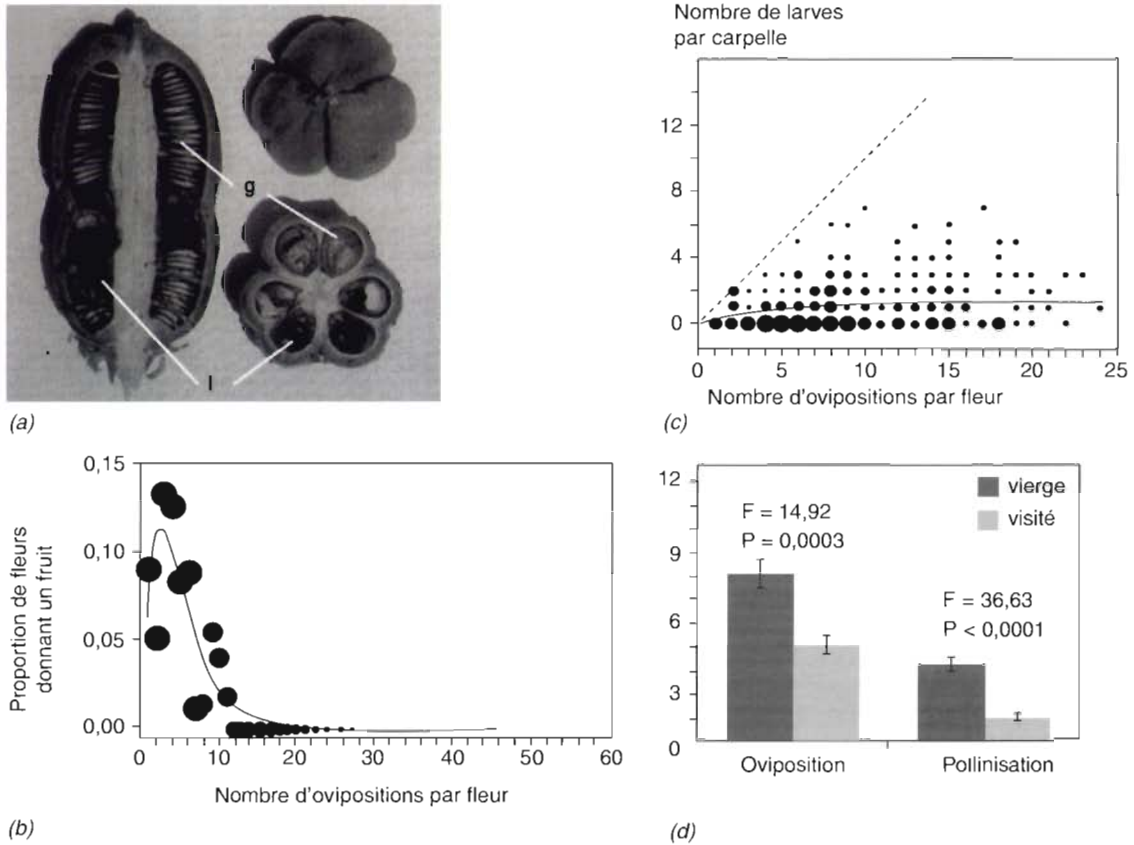 g
l
(a)
Nombre de larves
par carpelle
12
8
4
0
0 5 10 15 20 25
Nombre d'ovipositions par fleur
(c)
Proportion de fleurs
donnant un fruit
0,15
0,10
0,05
0,00
0 10 20 30 40 50 60
Nombre d'ovipositions par fleur
(b)
12
9
6
3
0
vierge
visité
F = 14,92
P = 0,0003
F = 36,63
P < 0,0001
Oviposition Pollinisation
(d)